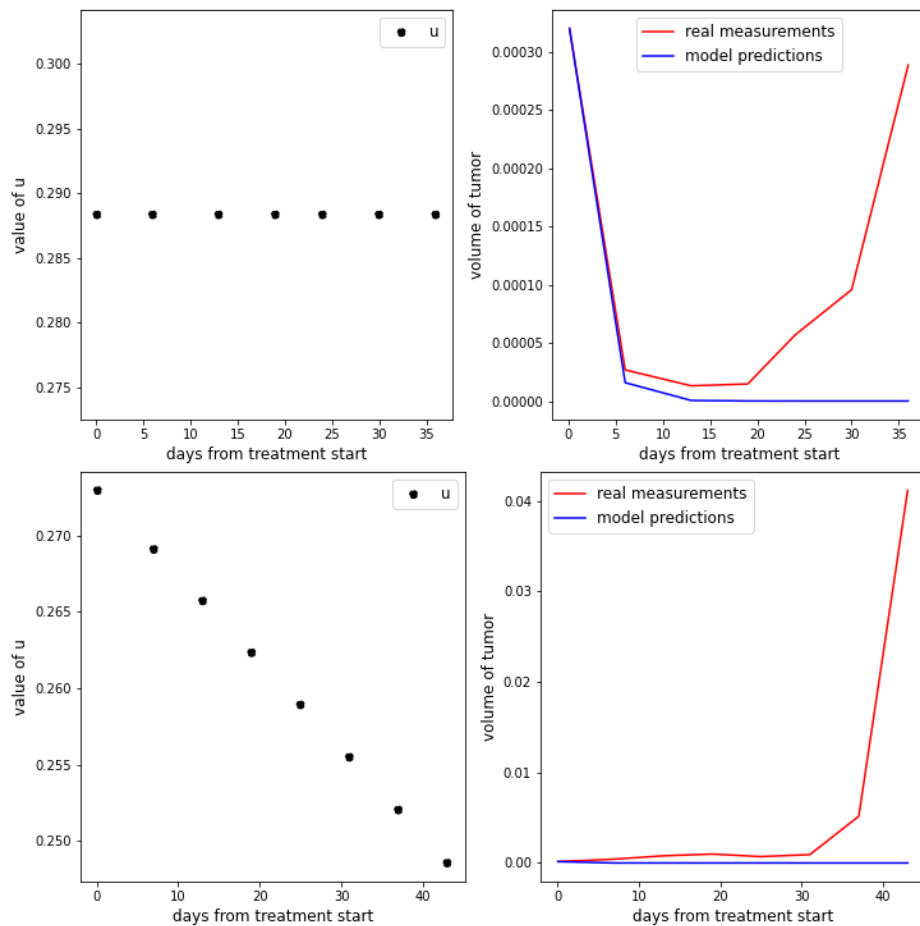 u
0.300
0.295
0.290
0.285
0.280
0.275
value of u
0 5 10 15 20 25 30 35
days from treatment start
real measurements
model predictions
0.00030
0.00025
0.00020
0.00015
0.00010
0.00005
0.00000
volume of tumor
0 5 10 15 20 25 30 35
days from treatment start
u
0.270
0.265
0.260
0.255
0.250
value of u
0 10 20 30 40
days from treatment start
real measurements
model predictions
0.04
0.03
0.02
0.01
0.00
volume of tumor
0 10 20 30 40
days from treatment start